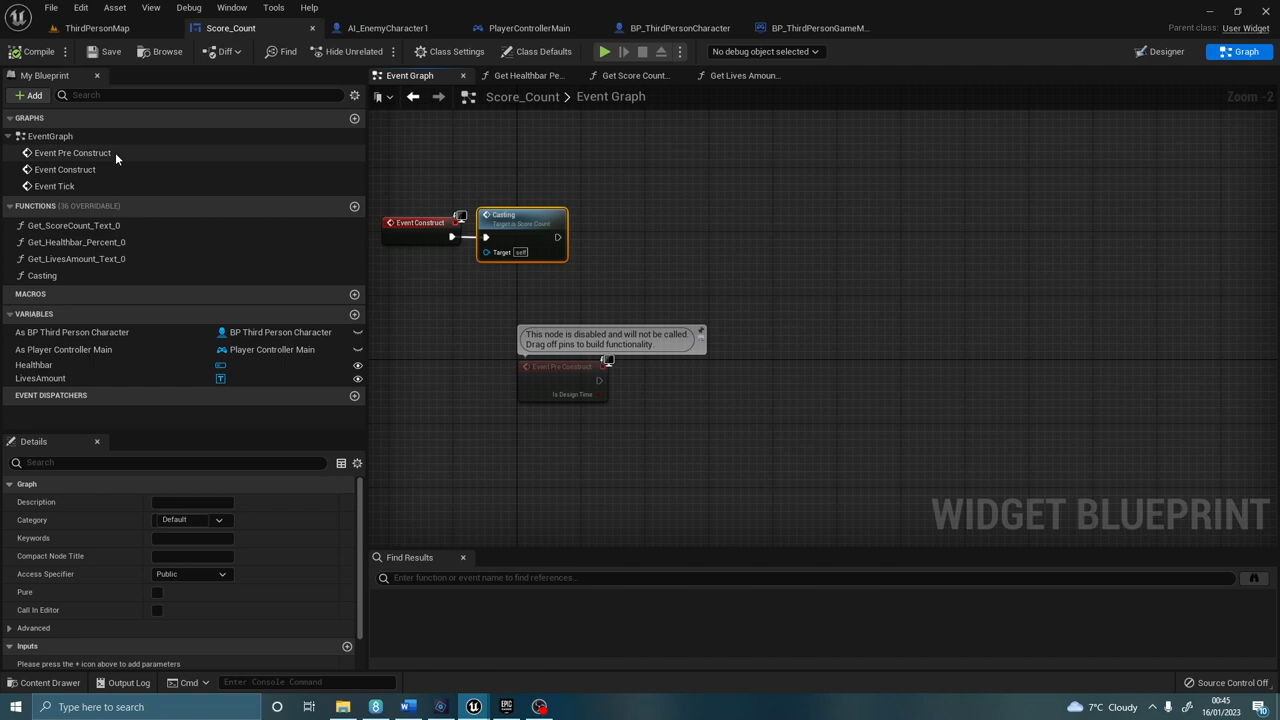 File Edit Asset View Debug Window Tools Help
ThirdPersonMap Score_Count AI_EnemyCharacter1 PlayerControllerMain BP_ThirdPersonCharacter BP_ThirdPersonGameM... Parent class: User Widget
Compile Save Browse Diff Find Hide Unrelated Class Settings Class Defaults No debug object selected Designer Graph
My Blueprint Event Graph Get Healthbar Pe... Get Score Count... Get Lives Amoun...
Add Search Score_Count > Event Graph Zoom -2
GRAPHS
EventGraph
Event Pre Construct
Event Construct
Event Tick
FUNCTIONS (36 OVERRIDABLE)
Get_ScoreCount_Text_0
Get_Healthbar_Percent_0
Get_LivesAmount_Text_0
Casting
MACROS
VARIABLES
As BP Third Person Character BP Third Person Character
As Player Controller Main Player Controller Main
Healthbar
LivesAmount
EVENT DISPATCHERS
Event Construct
Casting
Target is Score Count
Target self
This node is disabled and will not be called.
Drag off pins to build functionality.
Event Pre Construct
Is Design Time
WIDGET BLUEPRINT
Details
Search
Graph
Description
Category Default
Keywords
Compact Node Title
Access Specifier Public
Pure
Call In Editor
Advanced
Inputs
Please press the + icon above to add parameters
Find Results
Enter function or event name to find references...
Content Drawer Output Log Cmd Enter Console Command Source Control Off
Type here to search 7°C Cloudy 00:45
16/01/2023